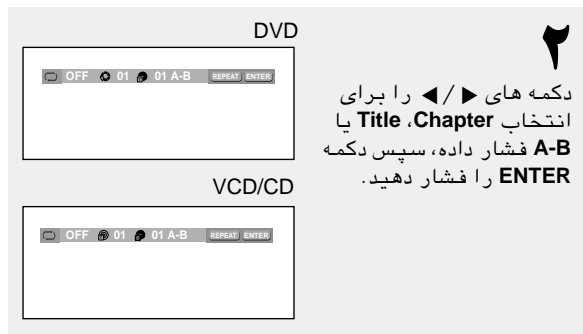 DVD
OFF 01 01 A-B REPEAT ENTER
VCD/CD
OFF 01 01 A-B REPEAT ENTER
۲
دکمه های ▶/◀ را برای
انتخاب Title، Chapter یا
A-B فشار داده، سپس دکمه
ENTER را فشار دهید.